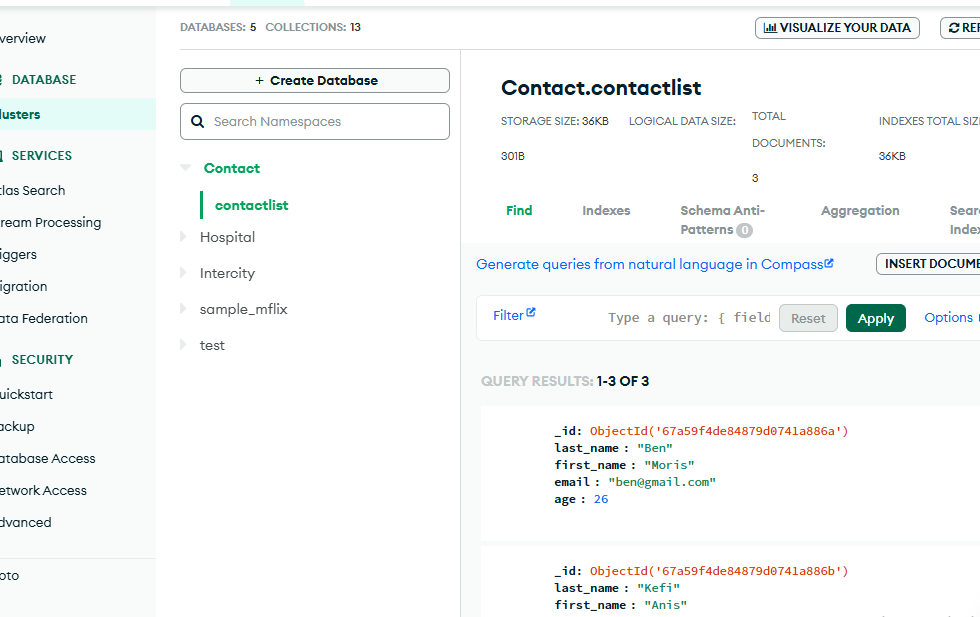 DATABASES: 5 COLLECTIONS: 13
VISUALIZE YOUR DATA
REF
verview
DATABASE
lusters
SERVICES
tlas Search
ream Processing
iggers
igration
ata Federation
SECURITY
uickstart
ackup
atabase Access
etwork Access
dvanced
oto
+ Create Database
Search Namespaces
Contact
contactlist
Hospital
Intercity
sample_mflix
test
Contact.contactlist
STORAGE SIZE: 36KB
LOGICAL DATA SIZE:
301B
TOTAL
DOCUMENTS:
3
INDEXES TOTAL SIZ
36KB
Find
Indexes
Schema Anti-
Patterns 0
Aggregation
Sear
Index
Generate queries from natural language in Compass
INSERT DOCUME
Filter
Type a query: { field
Reset
Apply
Options
QUERY RESULTS: 1-3 OF 3
_id: ObjectId('67a59f4de84879d0741a886a')
last_name : "Ben"
first_name : "Moris"
email : "ben@gmail.com"
age : 26
_id: ObjectId('67a59f4de84879d0741a886b')
last_name : "Kefi"
first_name : "Anis"